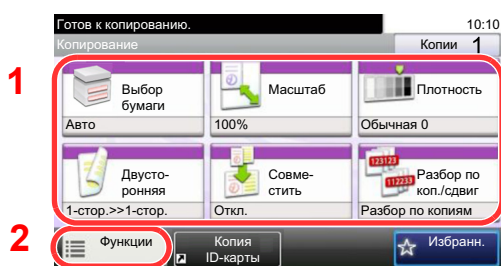 Готов к копированию.
10:10
Копирование
Копии 1
1
Выбор
бумаги
Масштаб
Плотность
Авто
100%
Обычная 0
123123
112233
Двусто-
ронняя
Совме-
стить
Разбор по
коп./сдвиг
1-стор.>>1-стор.
Откл.
Разбор по копиям
2
Функции
Копия
ID-карты
Избранн.